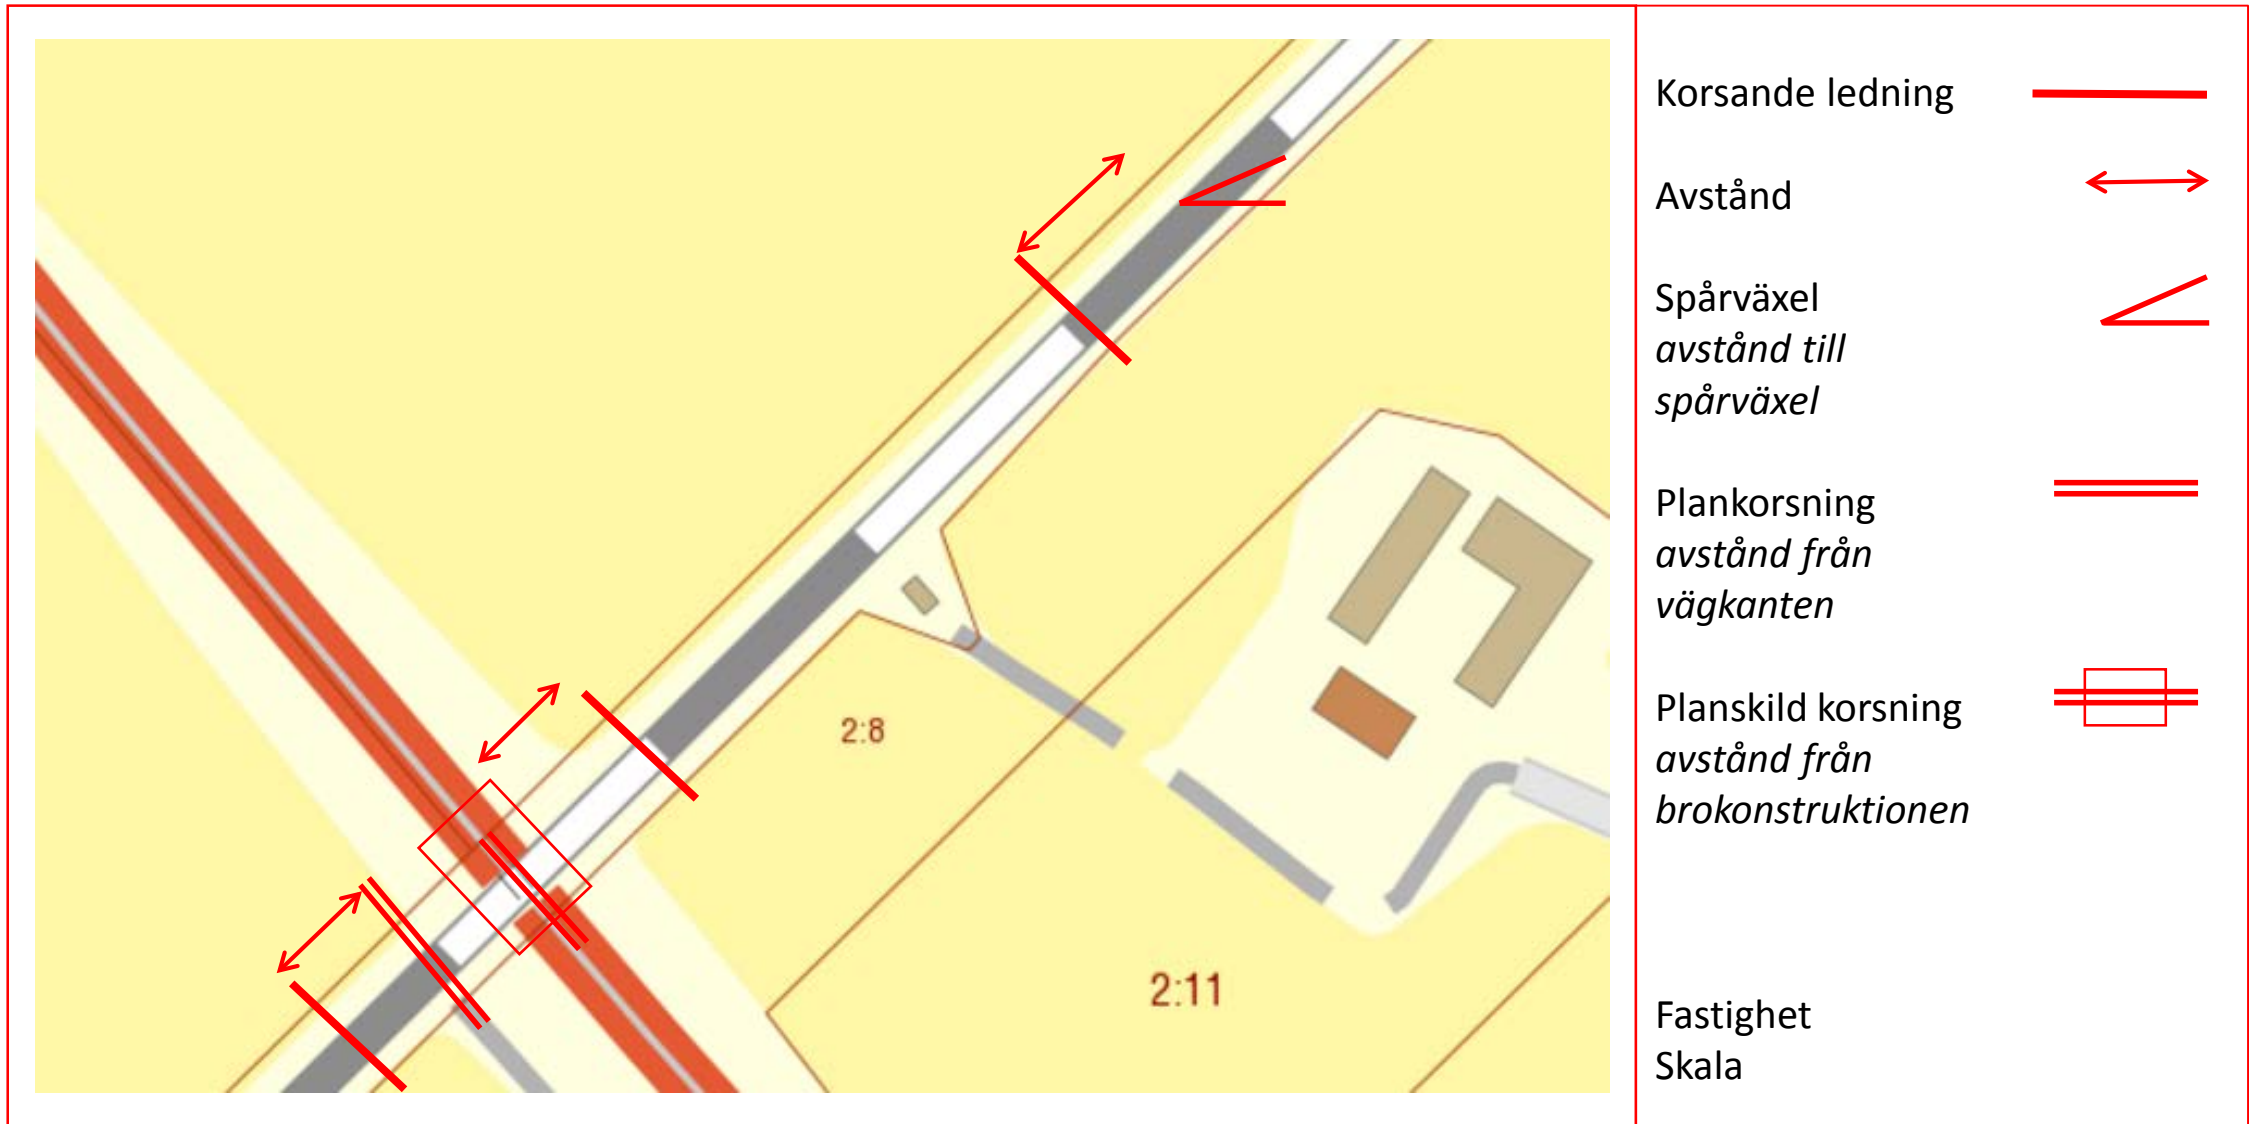 Korsande ledning
Avstånd
Spårväxel
avstånd till
spårväxel
Plankorsning
avstånd från
vägkanten
Planskild korsning
avstånd från
brokonstruktionen
Fastighet
Skala
2:8
2:11